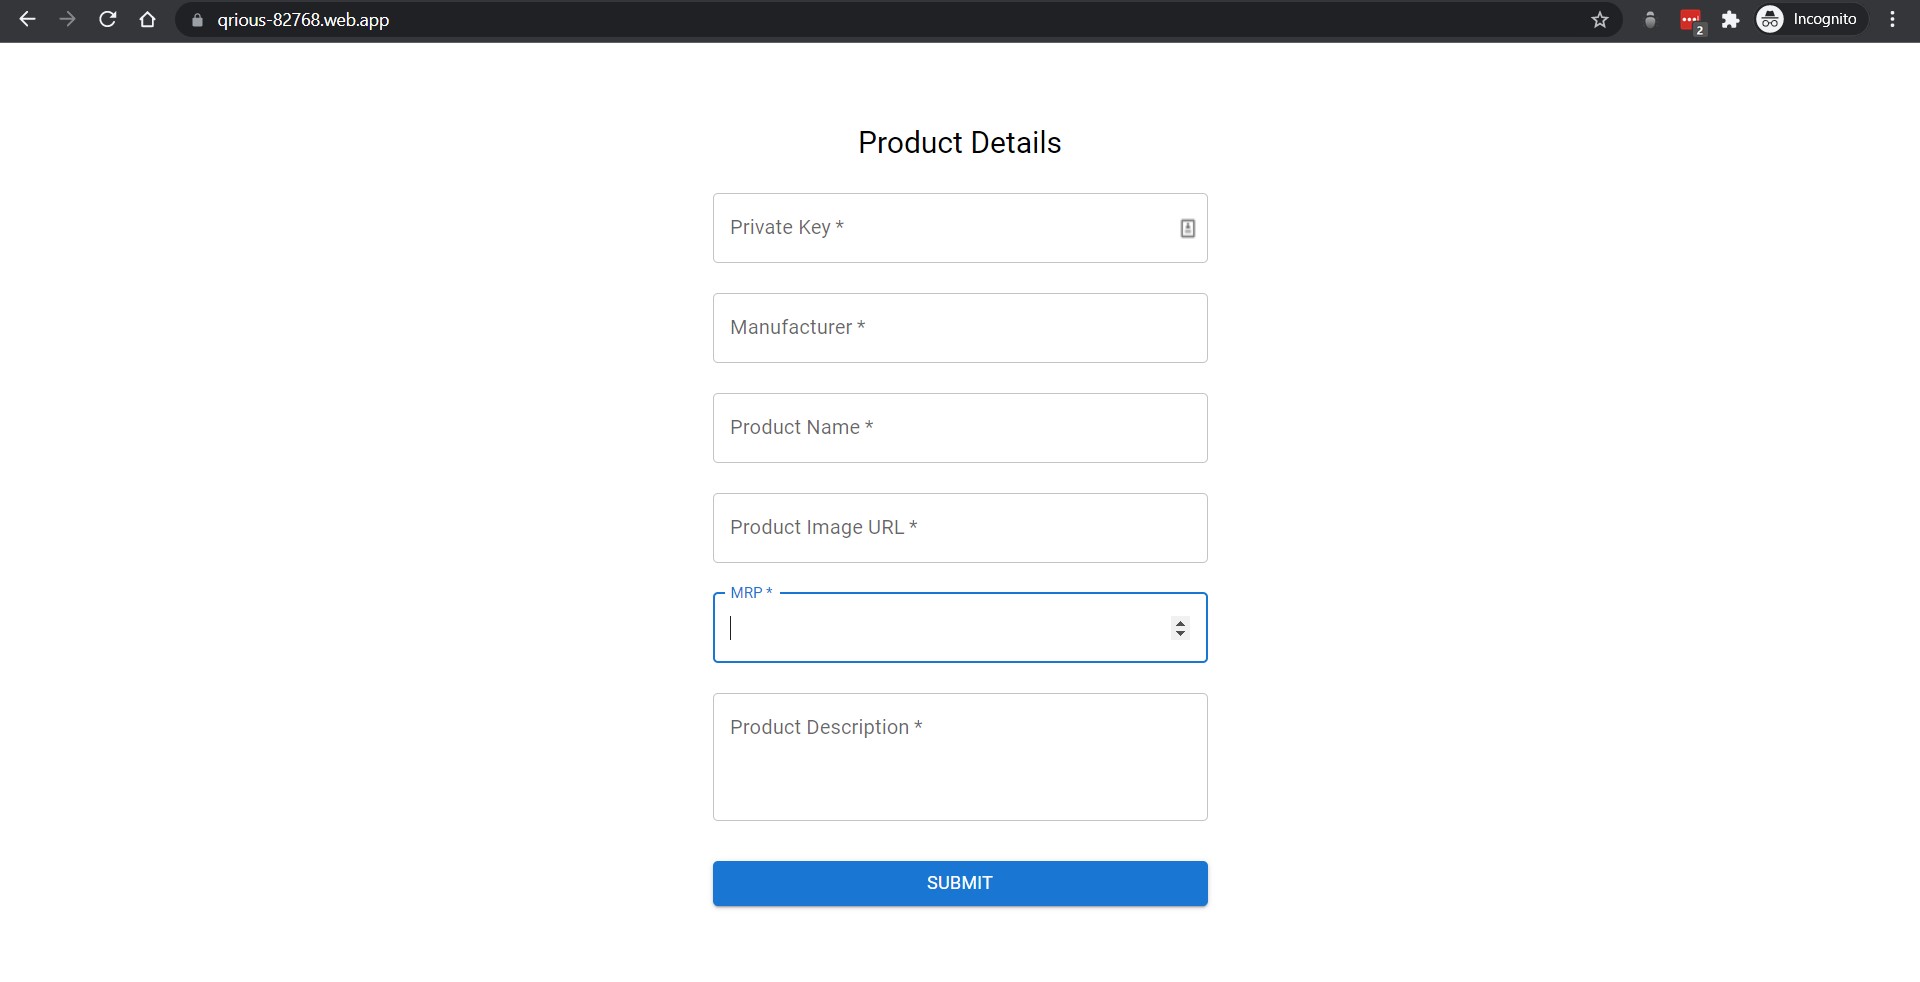 qrious-82768.web.app
2
Incognito
Product Details
Private Key *
Manufacturer *
Product Name *
Product Image URL *
MRP *
Product Description *
SUBMIT